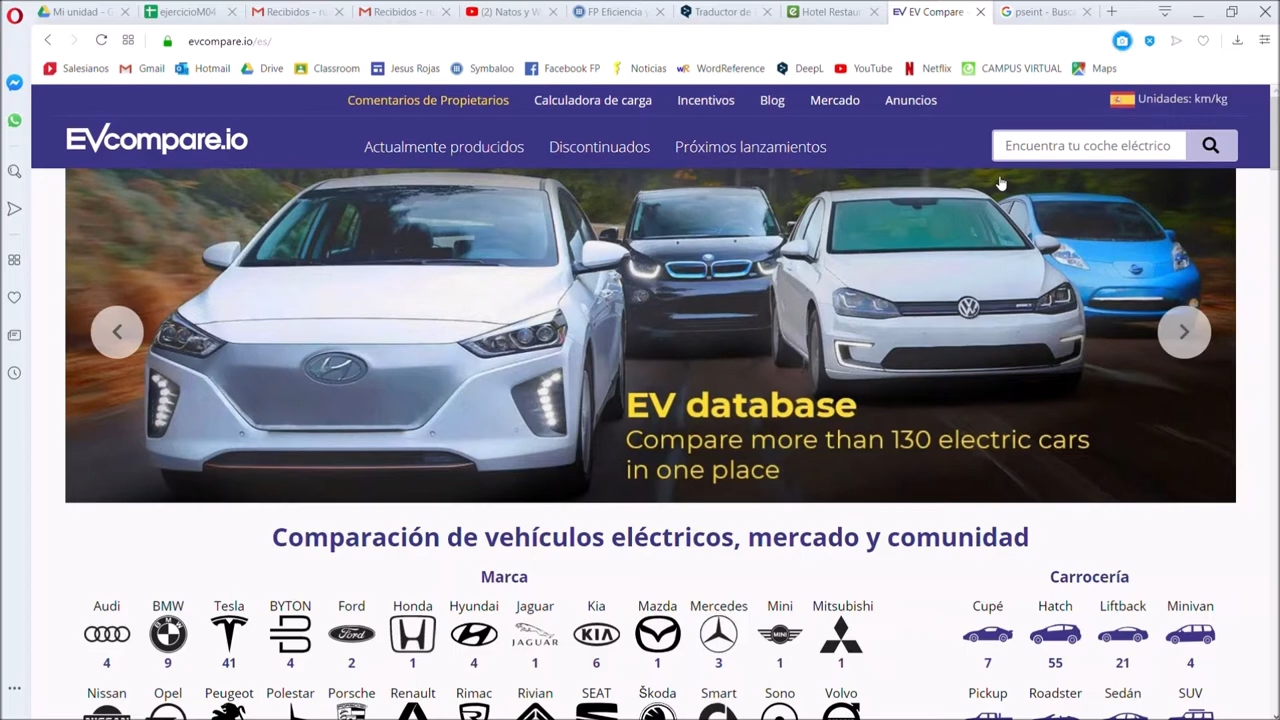 Mi unidad - G
ejercicioM04
Recibidos - ru
Recibidos - ru
(2) Natos y W
FP Eficiencia y
Traductor de
Hotel Restau
EV Compare -
pseint - Busc
evcompare.io/es/
Salesianos
Gmail
Hotmail
Drive
Classroom
Jesus Rojas
Symbaloo
Facebook FP
Noticias
WordReference
DeepL
YouTube
Netflix
CAMPUS VIRTUAL
Maps
Comentarios de Propietarios
Calculadora de carga
Incentivos
Blog
Mercado
Anuncios
Unidades: km/kg
EVcompare.io
Actualmente producidos
Discontinuados
Próximos lanzamientos
Encuentra tu coche eléctrico
EV database
Compare more than 130 electric cars
in one place
Comparación de vehículos eléctricos, mercado y comunidad
Marca
Carrocería
Audi BMW Tesla BYTON Ford Honda Hyundai Jaguar Kia Mazda Mercedes Mini Mitsubishi
Cupé Hatch Liftback Minivan
4 9 41 4 2 1 4 1 6 1 3 1 1
7 55 21 4
Nissan Opel Peugeot Polestar Porsche Renault Rimac Rivian SEAT Škoda Smart Sono Volvo
Pickup Roadster Sedán SUV